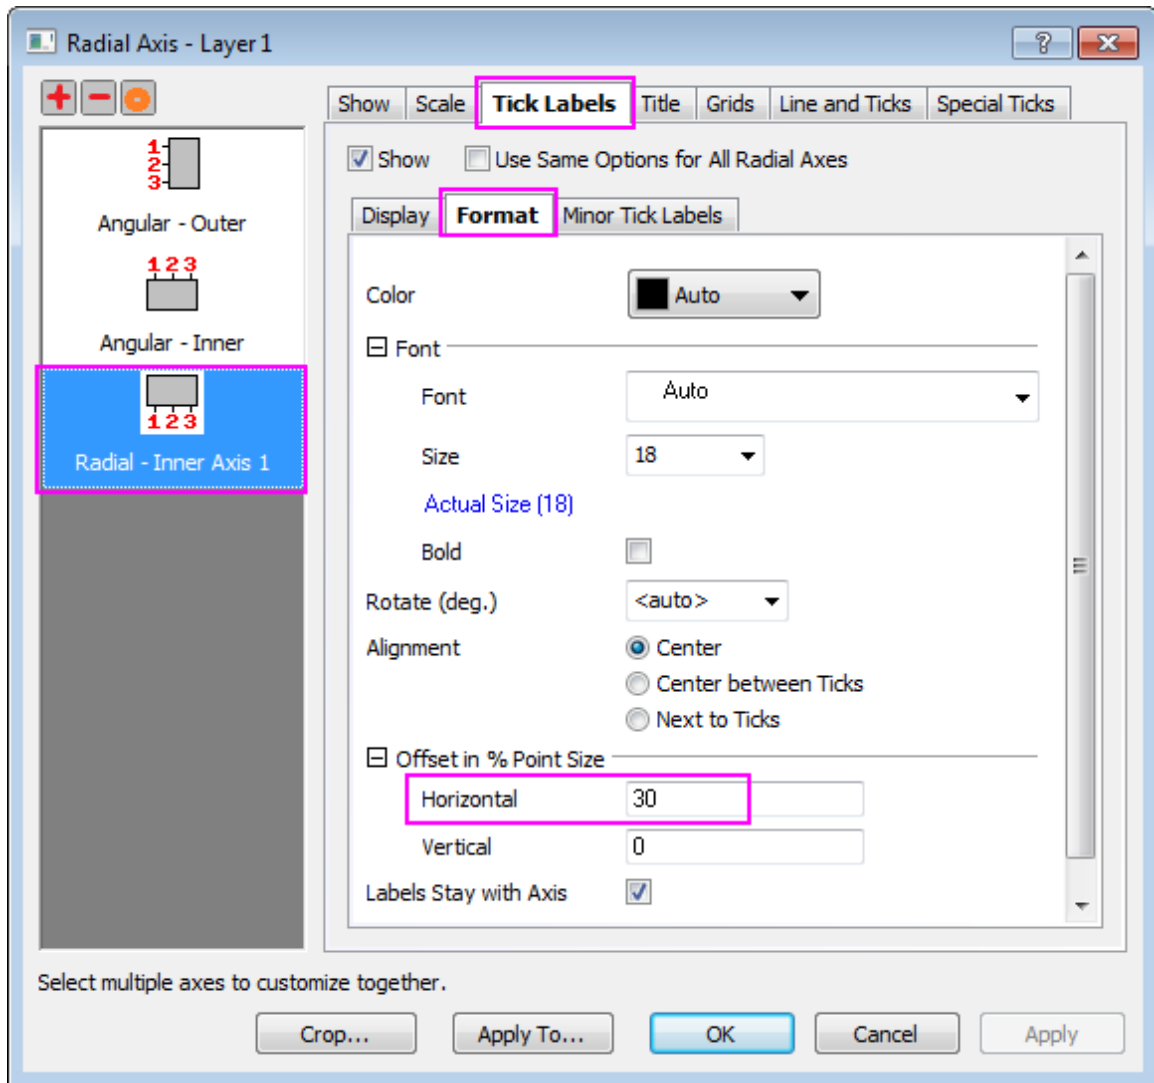 Radial Axis - Layer 1
Show Scale Tick Labels Title Grids Line and Ticks Special Ticks
Show Use Same Options for All Radial Axes
1
2
3
Angular - Outer
1 2 3
Angular - Inner
1 2 3
Radial - Inner Axis 1
Display Format Minor Tick Labels
Color Auto
Font
Font Auto
Size 18
Actual Size (18)
Bold
Rotate (deg.) <auto>
Alignment Center
Center between Ticks
Next to Ticks
Offset in % Point Size
Horizontal 30
Vertical 0
Labels Stay with Axis
Select multiple axes to customize together.
Crop... Apply To... OK Cancel Apply